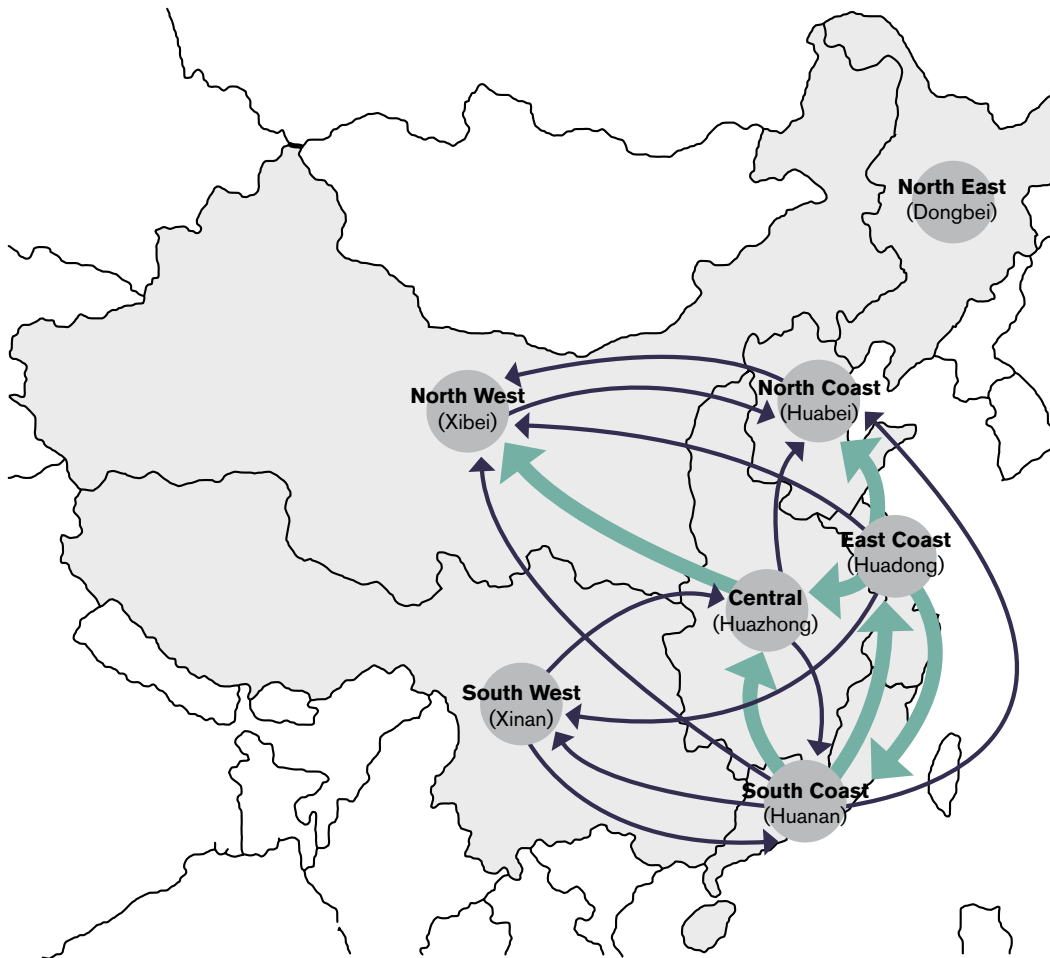 North East
(Dongbei)
North West
(Xibei)
North Coast
(Huabei)
East Coast
(Huadong)
Central
(Huazhong)
South West
(Xinan)
South Coast
(Huanan)